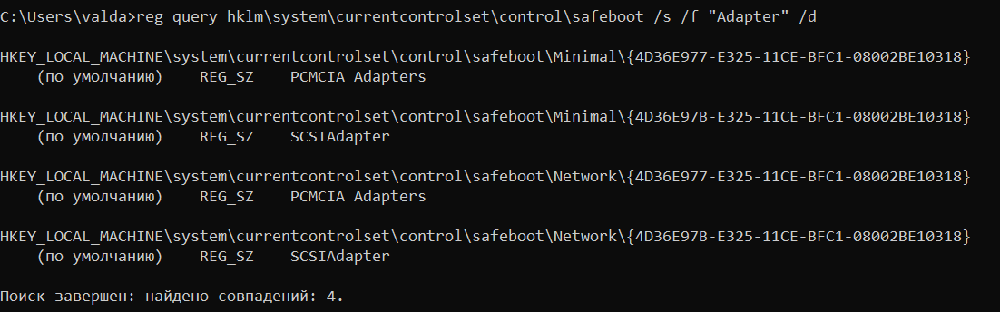 C:\Users\valda>reg query hklm\system\currentcontrolset\control\safeboot /s /f "Adapter" /d
HKEY_LOCAL_MACHINE\system\currentcontrolset\control\safeboot\Minimal\{4D36E977-E325-11CE-BFC1-08002BE10318}
(по умолчанию) REG_SZ PCMCIA Adapters
HKEY_LOCAL_MACHINE\system\currentcontrolset\control\safeboot\Minimal\{4D36E97B-E325-11CE-BFC1-08002BE10318}
(по умолчанию) REG_SZ SCSIAdapter
HKEY_LOCAL_MACHINE\system\currentcontrolset\control\safeboot\Network\{4D36E977-E325-11CE-BFC1-08002BE10318}
(по умолчанию) REG_SZ PCMCIA Adapters
HKEY_LOCAL_MACHINE\system\currentcontrolset\control\safeboot\Network\{4D36E97B-E325-11CE-BFC1-08002BE10318}
(по умолчанию) REG_SZ SCSIAdapter
Поиск завершен: найдено совпадений: 4.